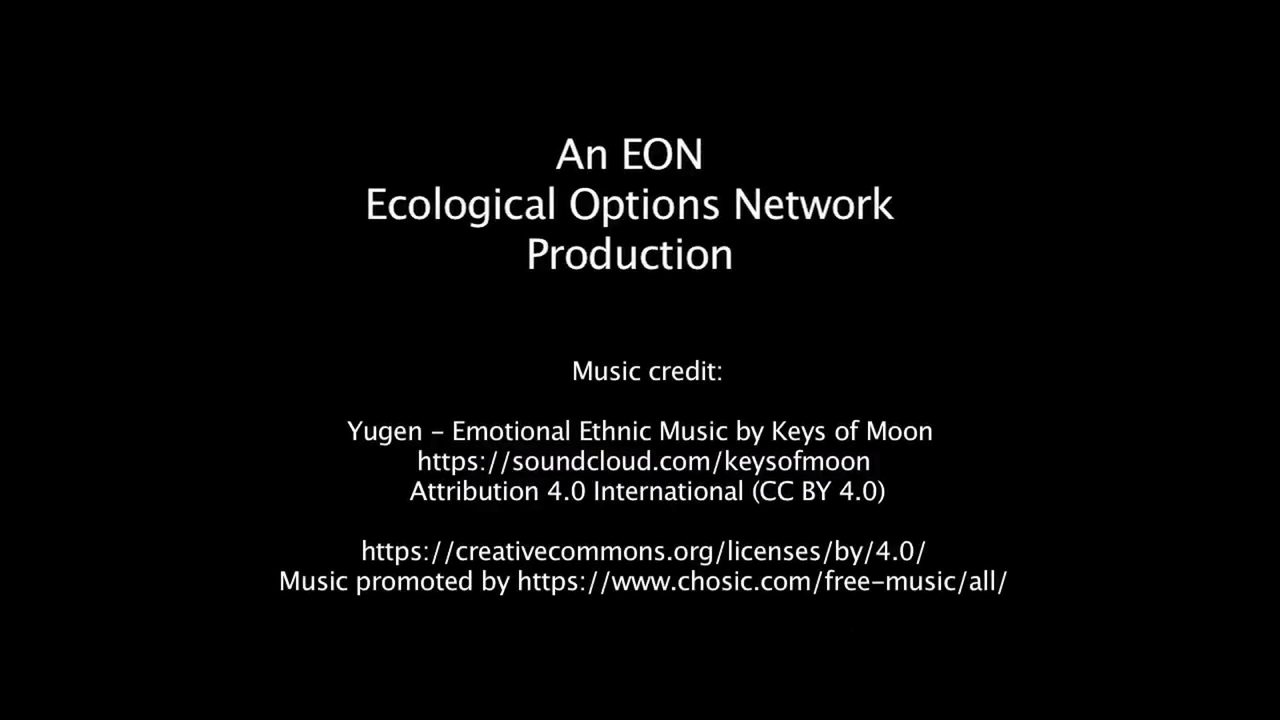 An EON
Ecological Options Network
Production
Music credit:
Yugen - Emotional Ethnic Music by Keys of Moon
https://soundcloud.com/keysofmoon
Attribution 4.0 International (CC BY 4.0)
https://creativecommons.org/licenses/by/4.0/
Music promoted by https://www.chosic.com/free-music/all/